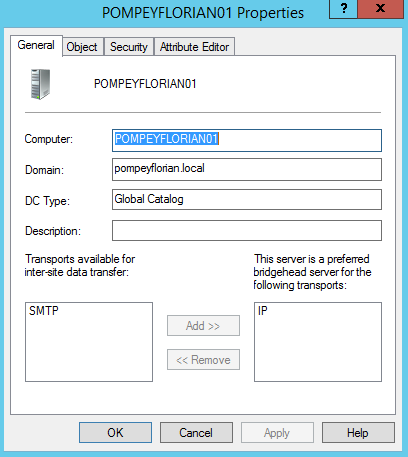 POMPEYFLORIAN01 Properties
? x
General Object Security Attribute Editor
POMPEYFLORIAN01
Computer: POMPEYFLORIAN01
Domain: pompeyflorian.local
DC Type: Global Catalog
Description:
Transports available for
inter-site data transfer:
This server is a preferred
bridgehead server for the
following transports:
SMTP
Add >>
<< Remove
IP
OK Cancel Apply Help